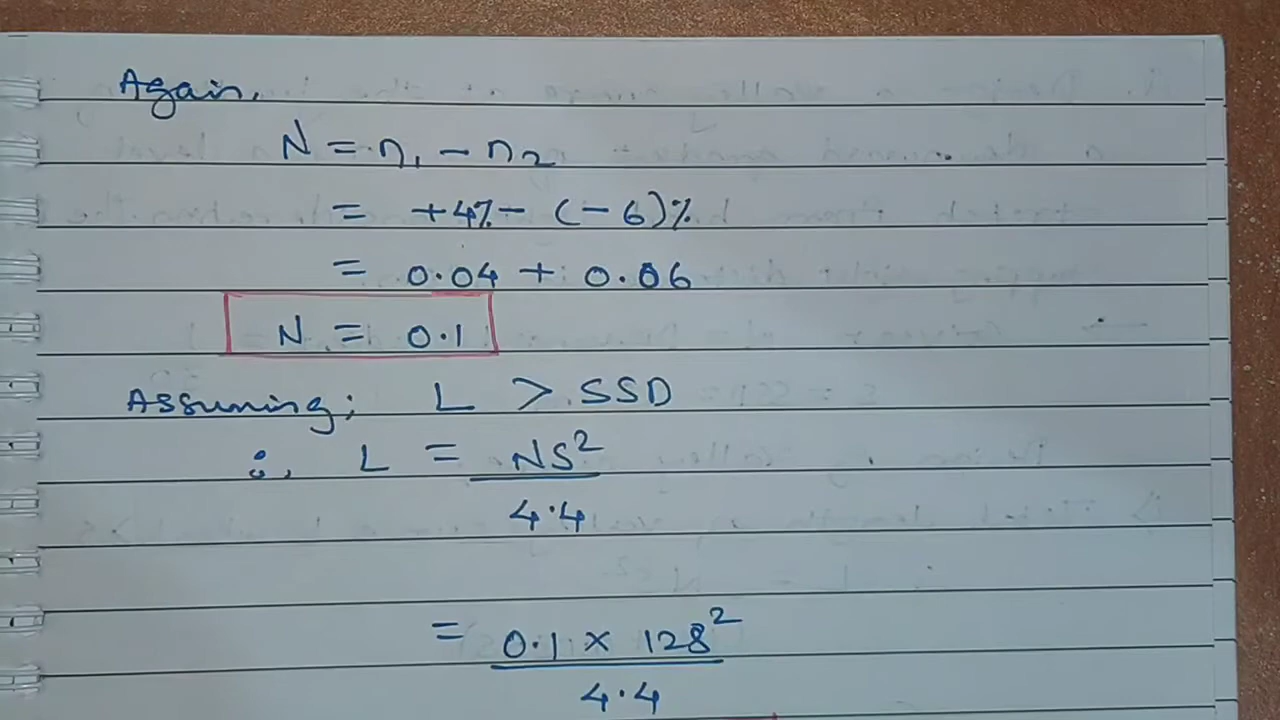 Again,
N = n₁ - n₂
= +4% - (-6)%
= 0.04 + 0.06
N = 0.1
Assuming; L > SSD
∴ L = NS²
4.4
= 0.1 × 128²
4.4